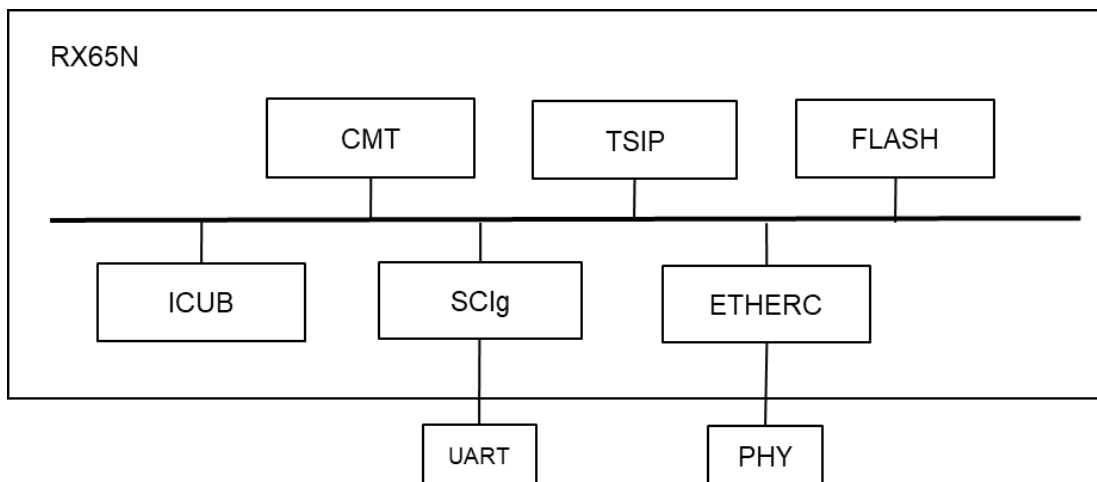 RX65N
CMT
TSIP
FLASH
ICUB
SCIg
ETHERC
UART
PHY